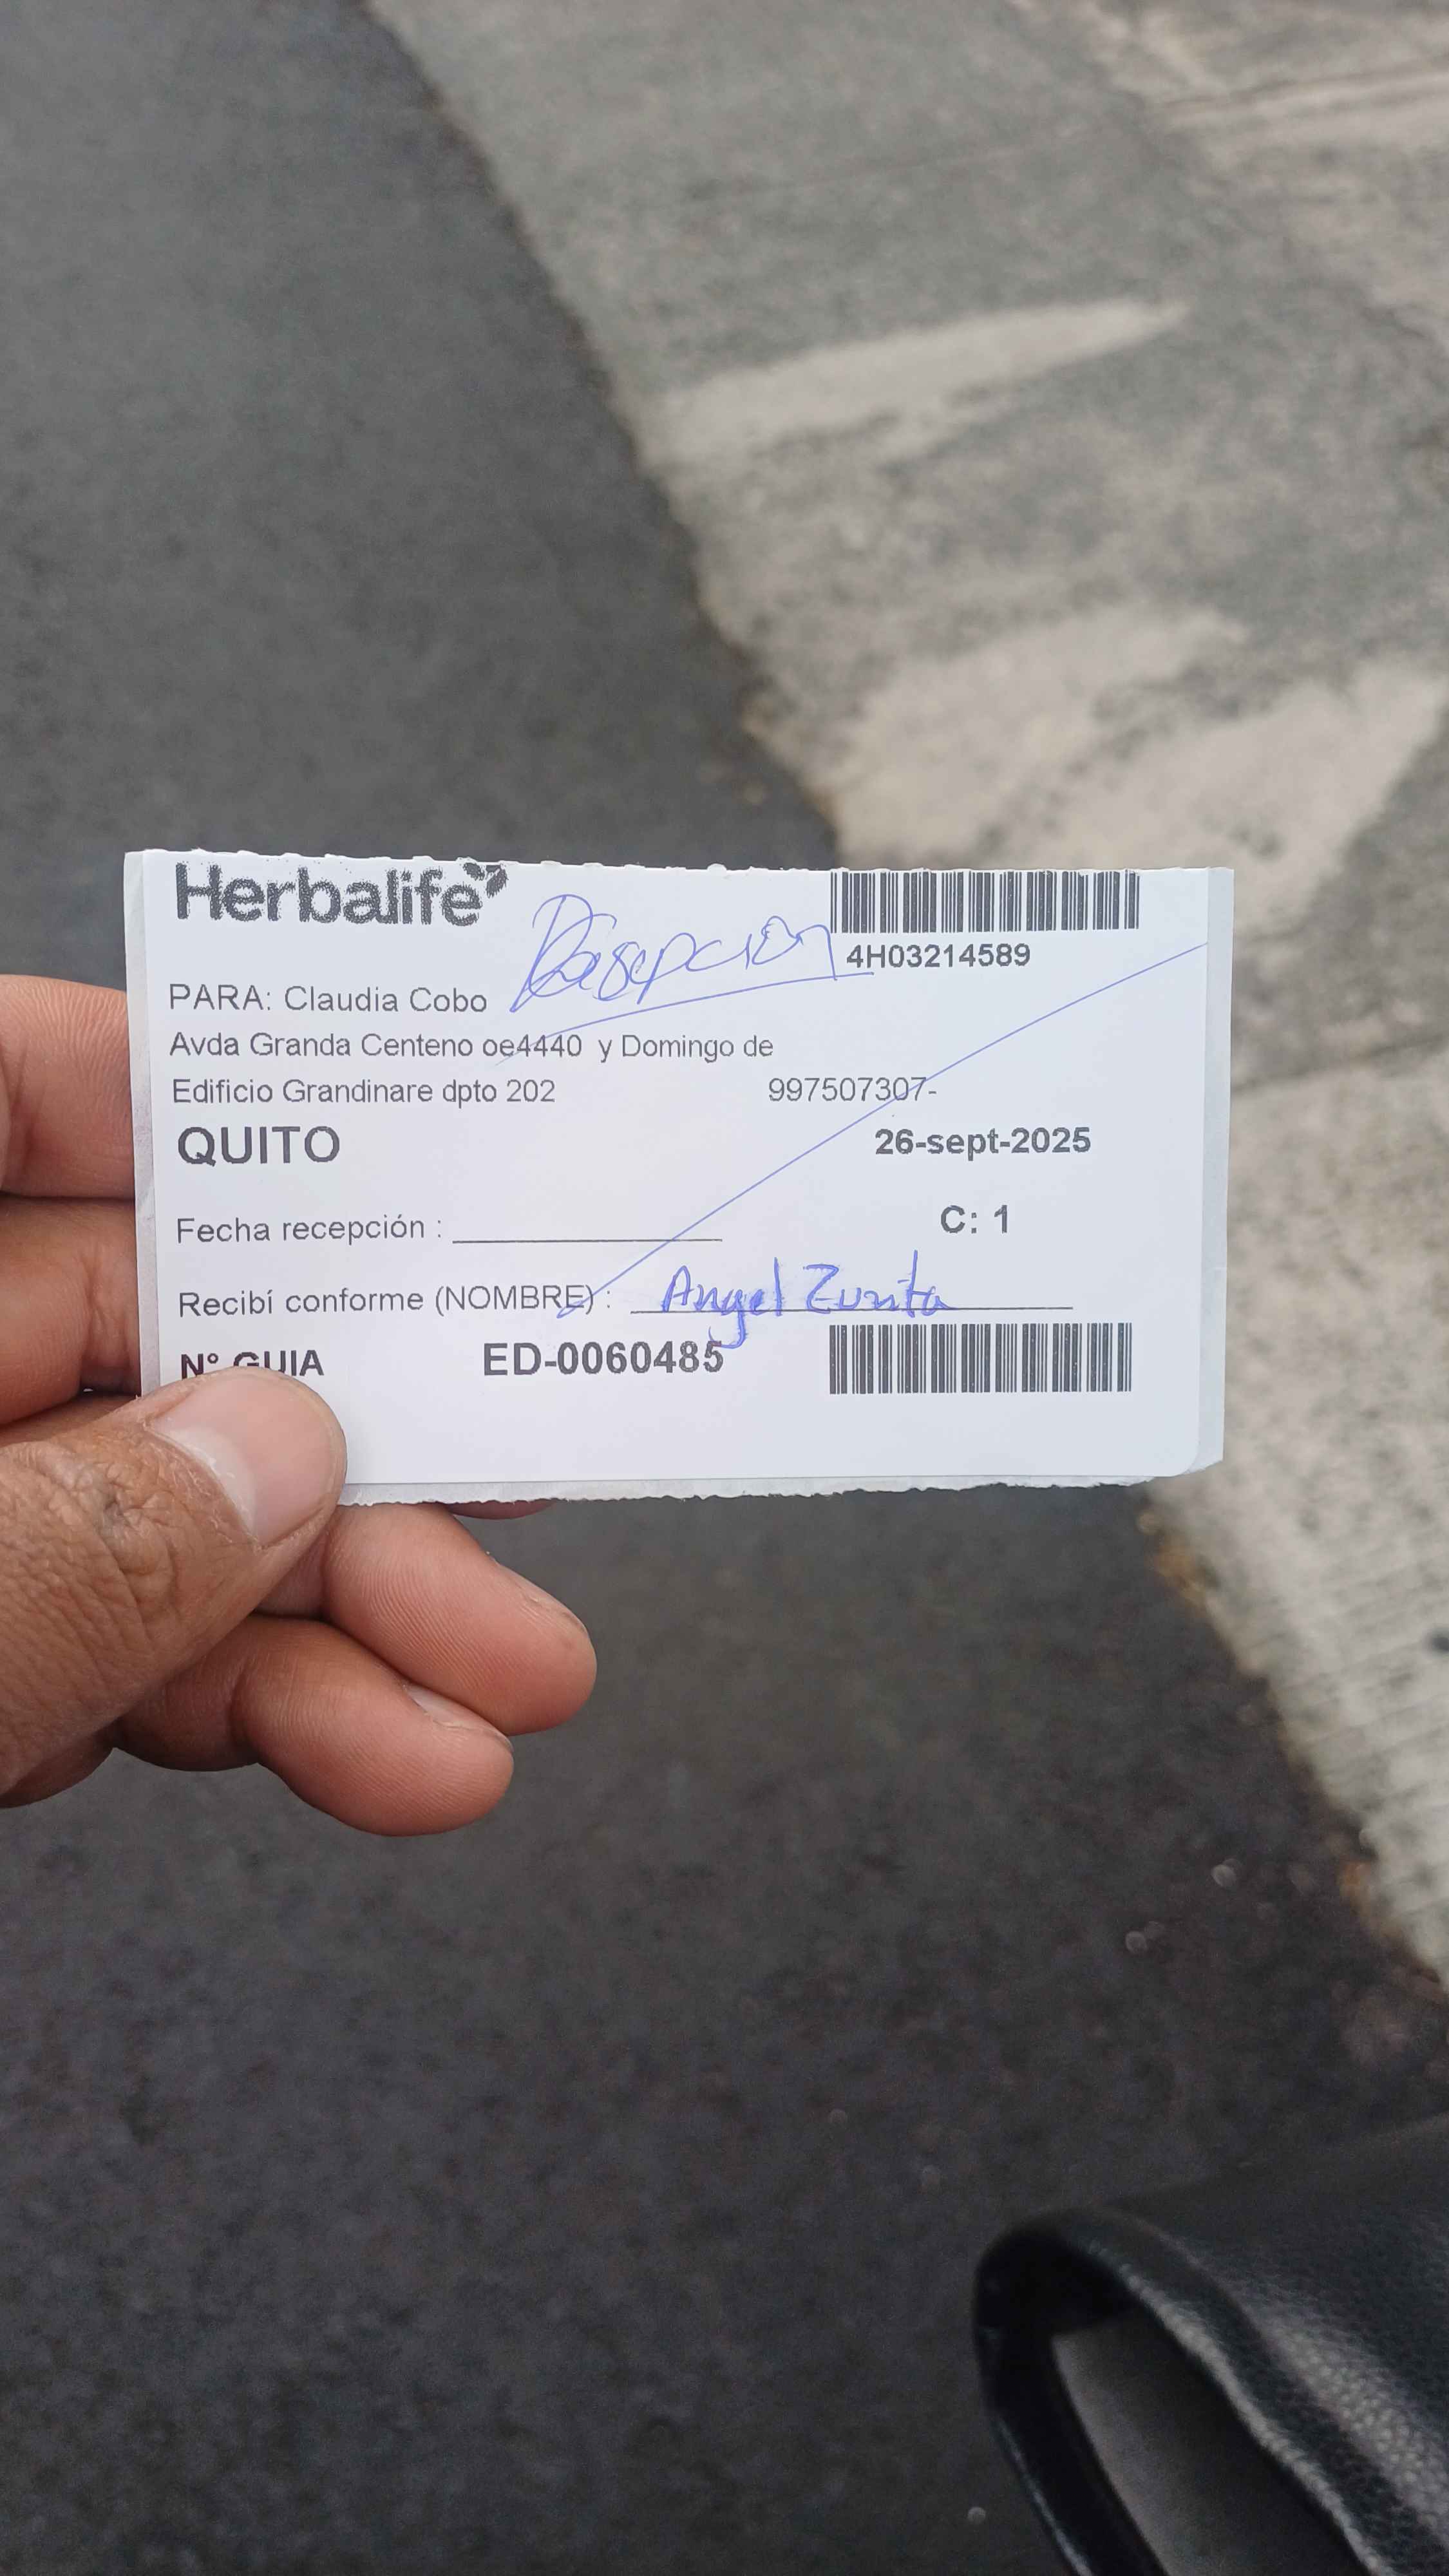 Herbalife
Resepción
4H03214589
PARA: Claudia Cobo
Avda Granda Centeno oe4440 y Domingo de
Edificio Grandinare dpto 202 997507307-
QUITO 26-sept-2025
Fecha recepción : C: 1
Recibí conforme (NOMBRE) : Angel Zurita
N° GUIA ED-0060485